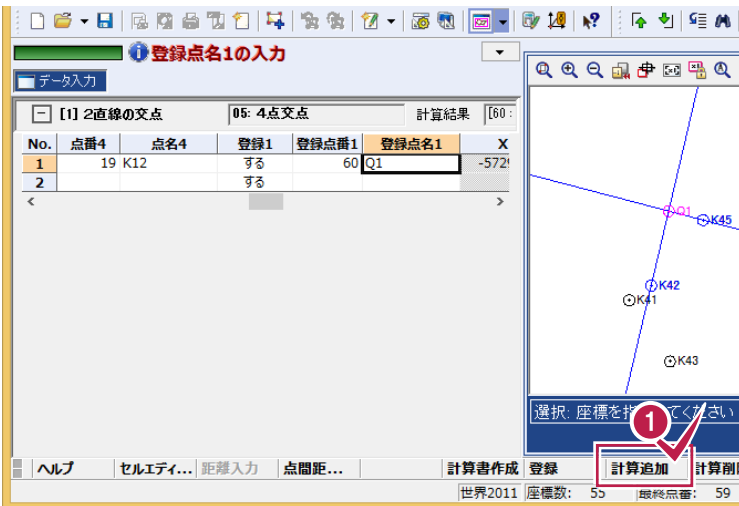 登録点名1の入力
データ入力
[1] 2直線の交点 05: 4点交点 計算結果 [60:
No. 点番4 点名4 登録1 登録点番1 登録点名1 X
1 19 K12 する 60 Q1 -572
2 する
Q1
K45
K42
K41
K43
選択: 座標を
ください
1
ヘルプ セルエディ... 距離入力 点間距... 計算書作成 登録 計算追加 計算削
世界2011 座標数: 55 最終点番: 59